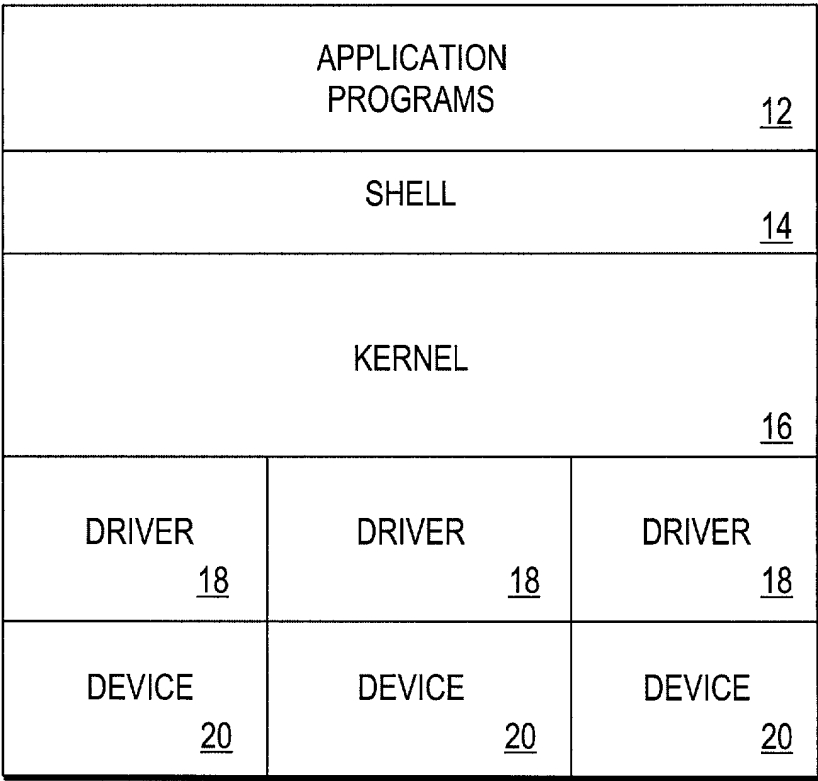 APPLICATION
PROGRAMS
12
SHELL
14
KERNEL
16
DRIVER DRIVER DRIVER
18 18 18
DEVICE DEVICE DEVICE
20 20 20